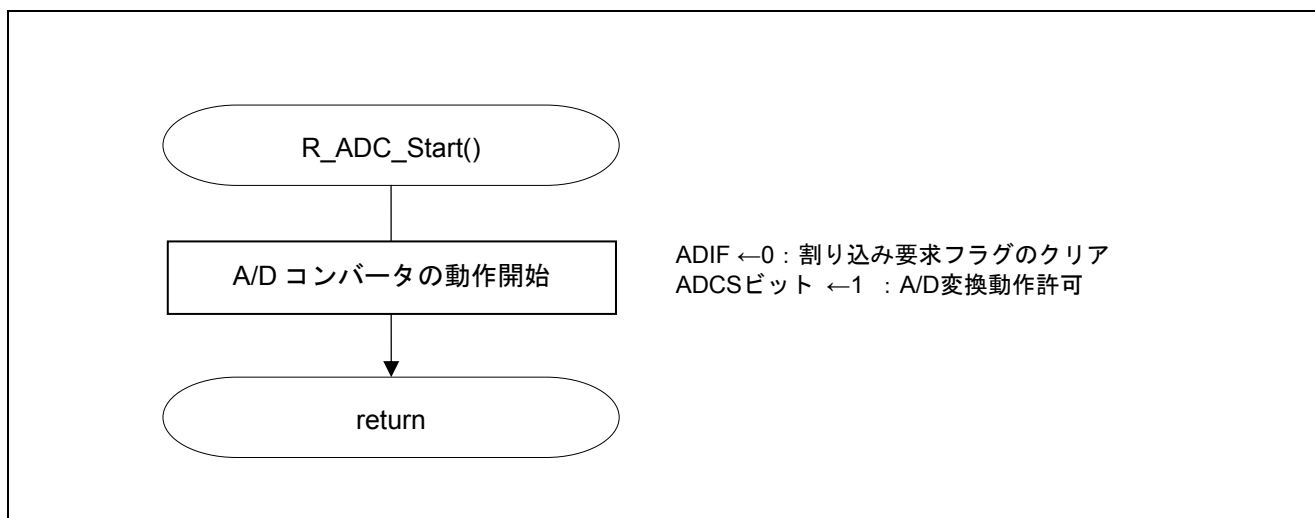 R_ADC_Start()
A/D コンバータの動作開始
ADIF ←0：割り込み要求フラグのクリア
ADCSビット ←1 ：A/D変換動作許可
return